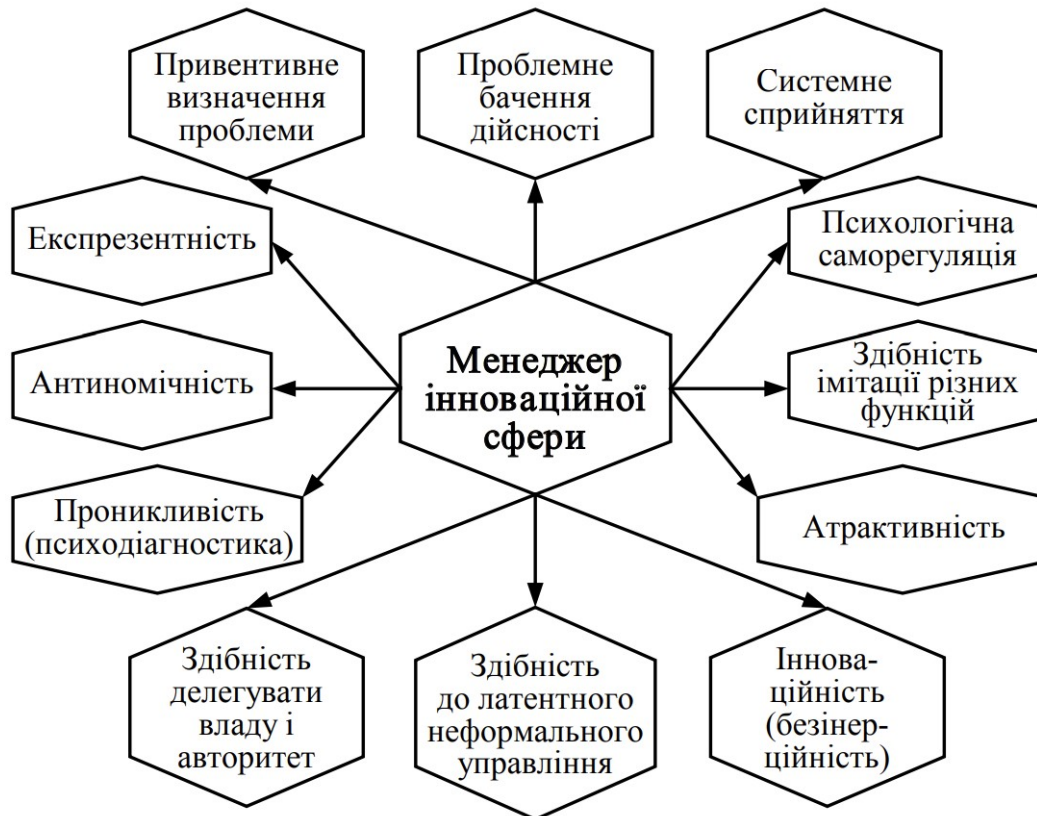 Привентивне
визначення
проблеми
Проблемне
бачення
дійсності
Системне
сприйняття
Експрезентність
Психологічна
саморегуляція
Менеджер
інноваційної
сфери
Антиномічність
Здібність
імітації різних
функцій
Проникливість
(психодіагностика)
Атрактивність
Здібність
делегувати
владу і
авторитет
Здібність
до латентного
неформального
управління
Іннова-
ційність
(безінер-
ційність)